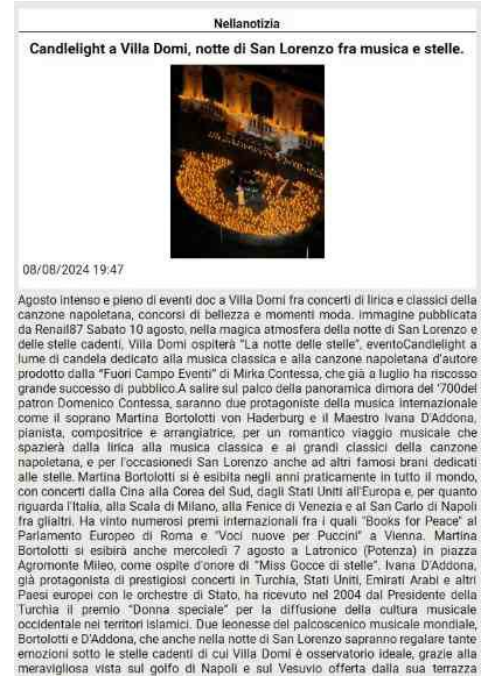 Nellanotizia
Candlelight a Villa Domi, notte di San Lorenzo fra musica e stelle.
08/08/2024 19:47
Agosto intenso e pieno di eventi doc a Villa Domi fra concerti di lirica e classici della
canzone napoletana, concorsi di bellezza e momenti moda. immagine pubblicata
da Renail87 Sabato 10 agosto, nella magica atmosfera della notte di San Lorenzo e
delle stelle cadenti, Villa Domi ospiterà "La notte delle stelle", eventoCandlelight a
lume di candela dedicato alla musica classica e alla canzone napoletana d'autore
prodotto dalla "Fuori Campo Eventi" di Mirka Contessa, che già a luglio ha riscosso
grande successo di pubblico.A salire sul palco della panoramica dimora del '700del
patron Domenico Contessa, saranno due protagoniste della musica internazionale
come il soprano Martina Bortolotti von Haderburg e il Maestro Ivana D'Addona,
pianista, compositrice e arrangiatrice, per un romantico viaggio musicale che
spazierà dalla lirica alla musica classica e ai grandi classici della canzone
napoletana, e per l'occasionedi San Lorenzo anche ad altri famosi brani dedicati
alle stelle. Martina Bortolotti si è esibita negli anni praticamente in tutto il mondo,
con concerti dalla Cina alla Corea del Sud, dagli Stati Uniti all'Europa e, per quanto
riguarda l'Italia, alla Scala di Milano, alla Fenice di Venezia e al San Carlo di Napoli
fra glialtri. Ha vinto numerosi premi internazionali fra i quali "Books for Peace" al
Parlamento Europeo di Roma e "Voci nuove per Puccini" a Vienna. Martina
Bortolotti si esibirà anche mercoledì 7 agosto a Latronico (Potenza) in piazza
Agromonte Mileo, come ospite d'onore di "Miss Gocce di stelle". Ivana D'Addona,
già protagonista di prestigiosi concerti in Turchia, Stati Uniti, Emirati Arabi e altri
Paesi europei con le orchestre di Stato, ha ricevuto nel 2004 dal Presidente della
Turchia il premio "Donna speciale" per la diffusione della cultura musicale
occidentale nei territori islamici. Due leonesse del palcoscenico musicale mondiale,
Bortolotti e D'Addona, che anche nella notte di San Lorenzo sapranno regalare tante
emozioni sotto le stelle cadenti di cui Villa Domi è osservatorio ideale, grazie alla
meravigliosa vista sul golfo di Napoli e sul Vesuvio offerta dalla sua terrazza